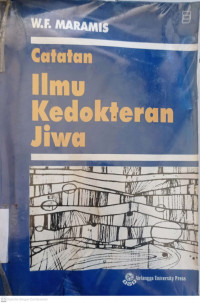 W.F. MARAMIS
Catatan
Ilmu
Kedokteran
Jiwa
Airlangga University Press